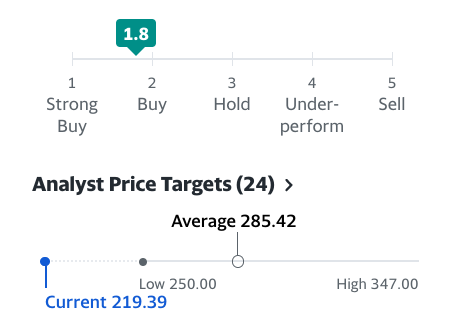 1.8
1 2 3 4 5
Strong Buy Hold Under- Sell
Buy perform
Analyst Price Targets (24)
Average 285.42
Low 250.00 High 347.00
Current 219.39